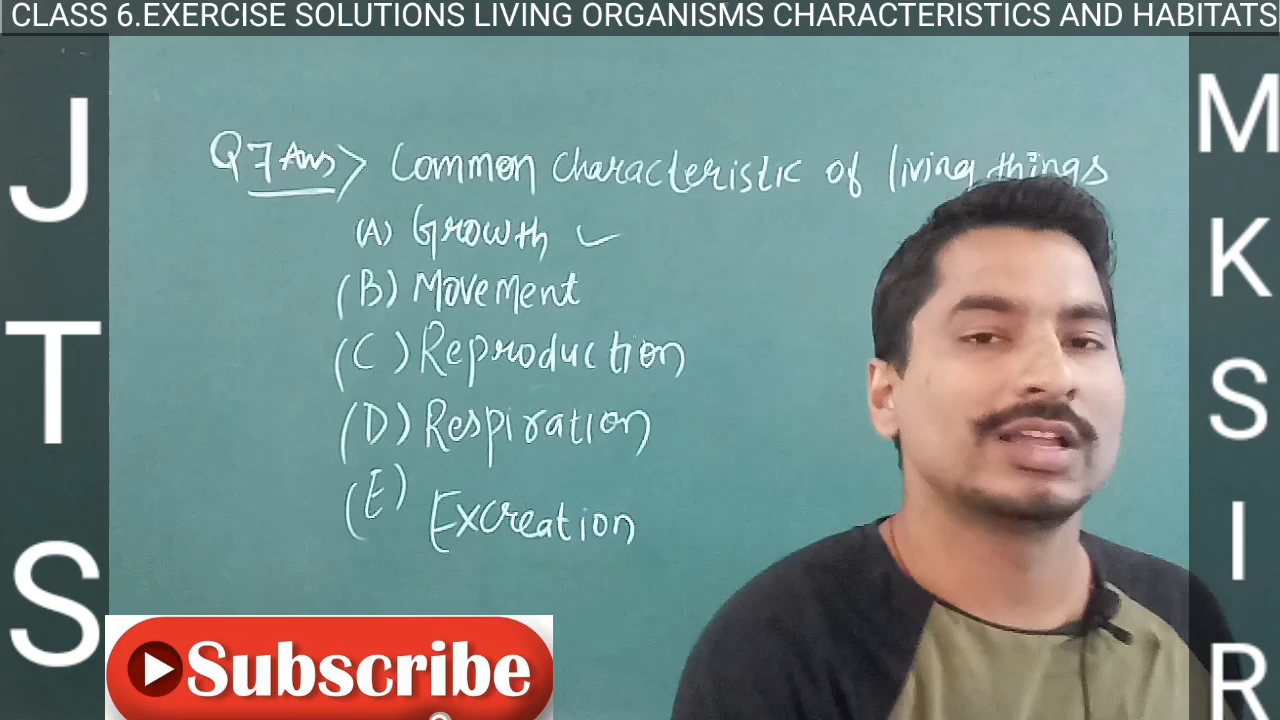 CLASS 6.EXERCISE SOLUTIONS LIVING ORGANISMS CHARACTERISTICS AND HABITATS
J
T
S
Q 7 Ans> Common characteristic of living things
(A) Growth ✓
(B) Movement
(C) Reproduction
(D) Respiration
(E) Excreation
Subscribe
M
K
S
I
R